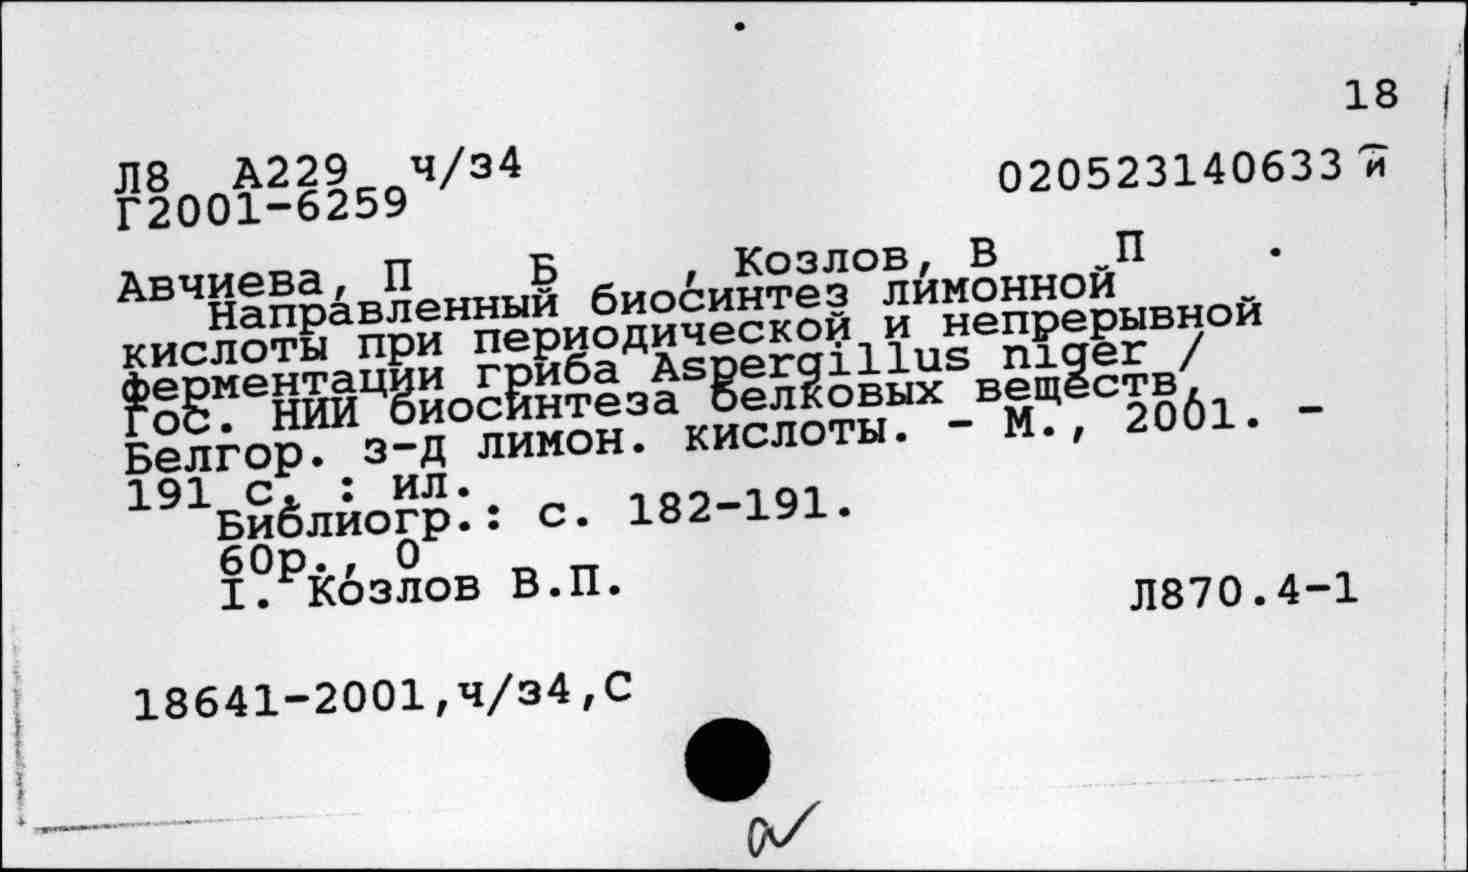 18
Л8 А229 ч/з4 020523140633 и
Г2001-6259
Авчиева, П Б , Козлов, В П .
Направленный биосинтез лимонной
кислоты при периодической и непрерывной
ферментации гриба Aspergillus niger /
Гос. НИИ биосинтеза белковых веществ,
Белгор. з-д лимон. кислоты. - М., 2001. -
191 с. : ил.
Библиогр.: с. 182-191.
60р., 0
I. Козлов В.П.
Л870.4-1
18641-2001,ч/з4,С